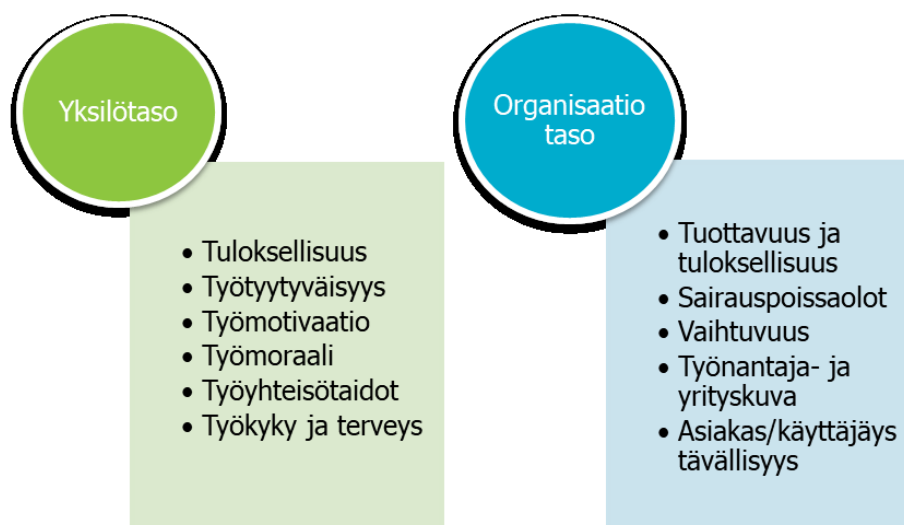 Yksilötaso
• Tuloksellisuus
• Työtyytyväisyys
• Työmotivaatio
• Työmoraali
• Työyhteisötaidot
• Työkyky ja terveys
Organisaatio
taso
• Tuottavuus ja
tuloksellisuus
• Sairauspoissaolot
• Vaihtuvuus
• Työnantaja- ja
yrityskuva
• Asiakas/käyttäjäys
tävällisyys